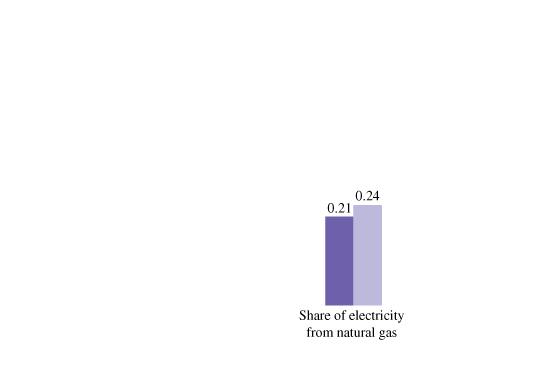 0.24
0.21
Share of electricity
from natural gas